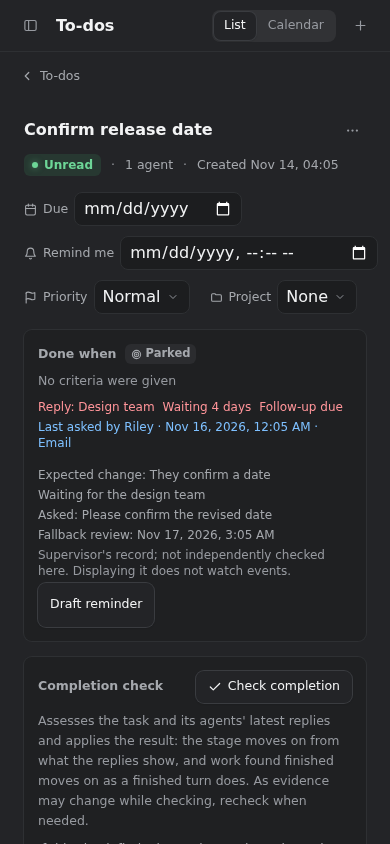 To-dos
List
Calendar
To-dos
Confirm release date
Unread · 1 agent · Created Nov 14, 04:05
Due mm/dd/yyyy
Remind me mm/dd/yyyy, --:-- --
Priority Normal Project None
Done when Parked
No criteria were given
Reply: Design team Waiting 4 days Follow-up due
Last asked by Riley · Nov 16, 2026, 12:05 AM ·
Email
Expected change: They confirm a date
Waiting for the design team
Asked: Please confirm the revised date
Fallback review: Nov 17, 2026, 3:05 AM
Supervisor's record; not independently checked
here. Displaying it does not watch events.
Draft reminder
Completion check
Check completion
Assesses the task and its agents' latest replies
and applies the result: the stage moves on from
what the replies show, and work found finished
moves on as a finished turn does. As evidence
may change while checking, recheck when
needed.